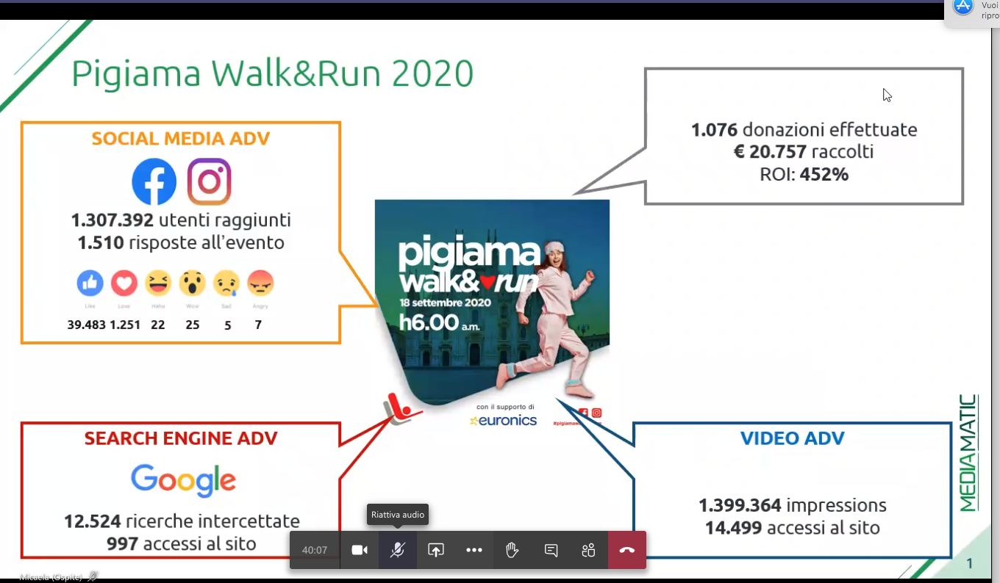 Vuoi
ripro
Pigiama Walk&Run 2020
SOCIAL MEDIA ADV
1.307.392 utenti raggiunti
1.510 risposte all'evento
Like Love Haha Wow Sad Angry
39.483 1.251 22 25 5 7
1.076 donazioni effettuate
€ 20.757 raccolti
ROI: 452%
pigiama
walk& run
18 settembre 2020
h6.00 a.m.
con il supporto di
euronics
SEARCH ENGINE ADV
Google
12.524 ricerche intercettate
997 accessi al sito
VIDEO ADV
1.399.364 impressions
14.499 accessi al sito
MEDIAMATIC
Riattiva audio
40:07
Micaela (Ospite)
1